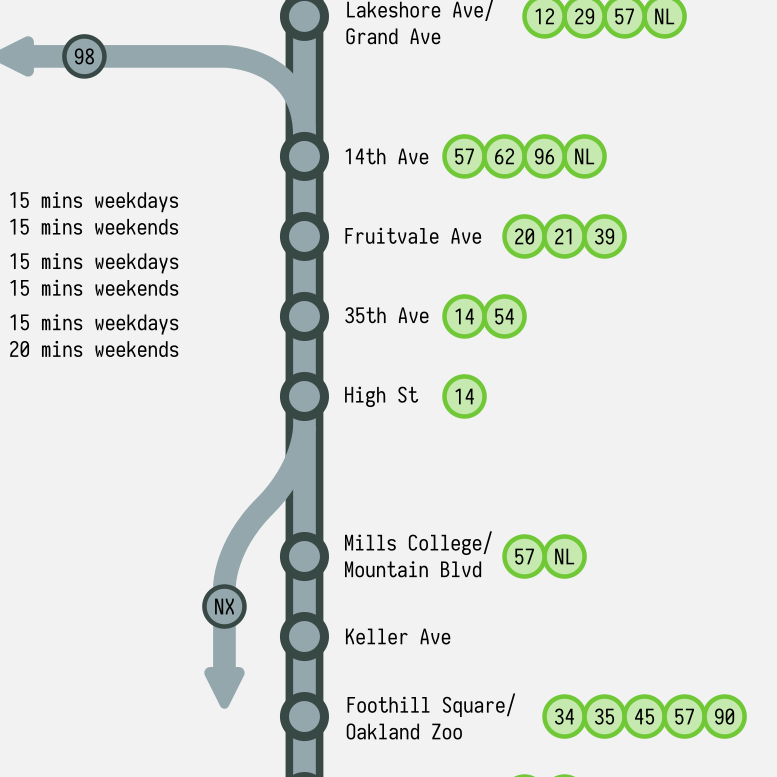 Lakeshore Ave/
Grand Ave
12 29 57 NL
98
14th Ave 57 62 96 NL
15 mins weekdays
15 mins weekends
Fruitvale Ave 20 21 39
15 mins weekdays
15 mins weekends
15 mins weekdays
20 mins weekends
35th Ave 14 54
High St 14
Mills College/
Mountain Blvd
57 NL
NX
Keller Ave
Foothill Square/
Oakland Zoo
34 35 45 57 90